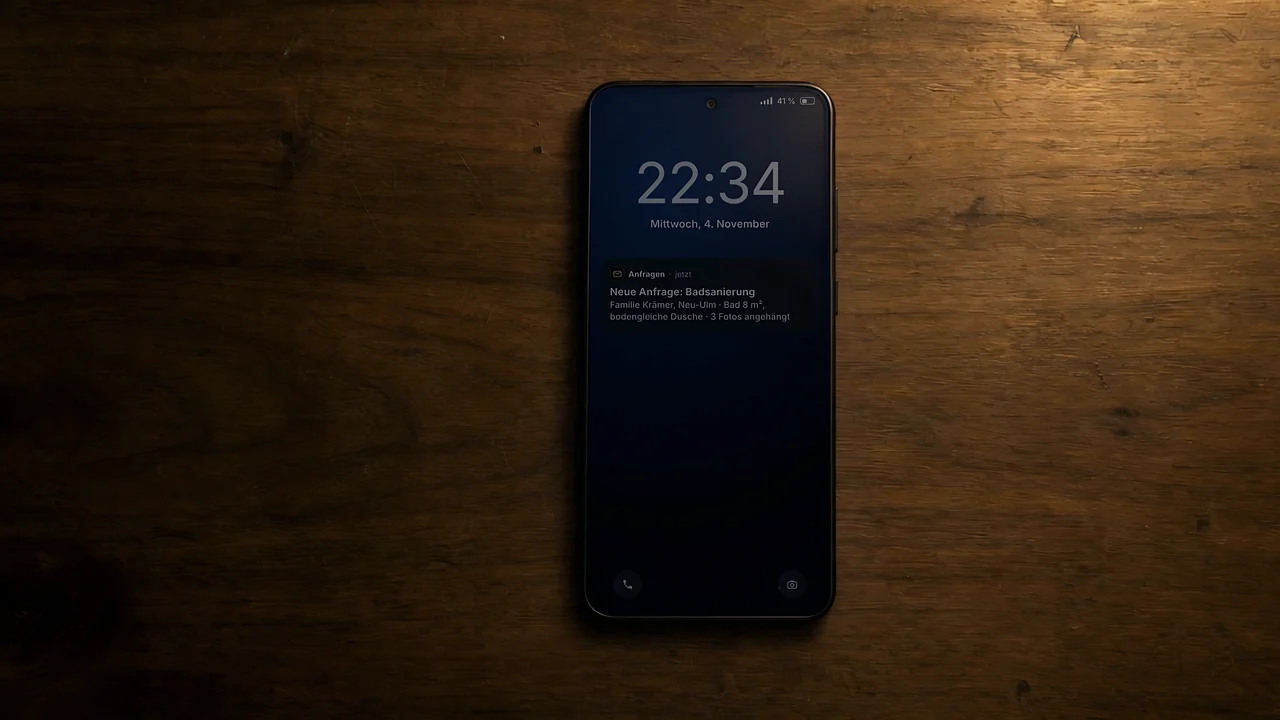 41 %
22:34
Mittwoch, 4. November
Anfragen · jetzt
Neue Anfrage: Badsanierung
Familie Krämer, Neu-Ulm · Bad 8 m²,
bodengleiche Dusche · 3 Fotos angehängt